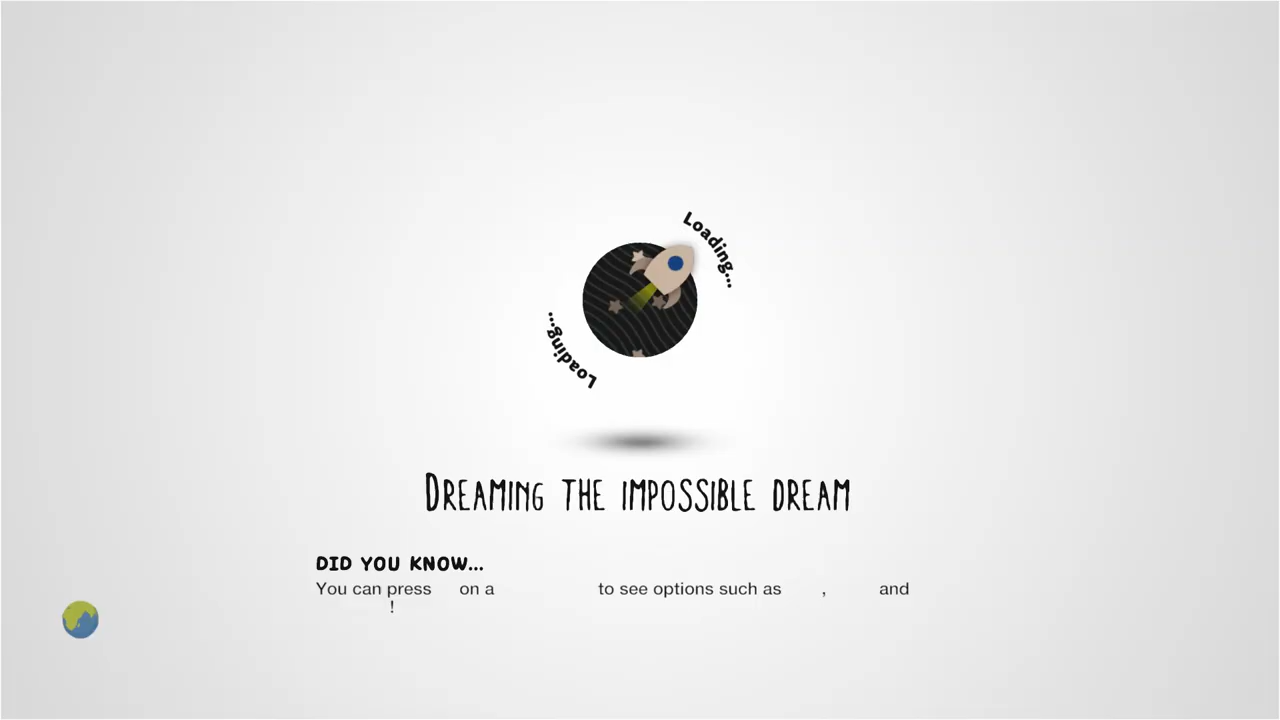 Loading...
Loading...
Dreaming the impossible dream
DID YOU KNOW...
You can press on a to see options such as , and
!